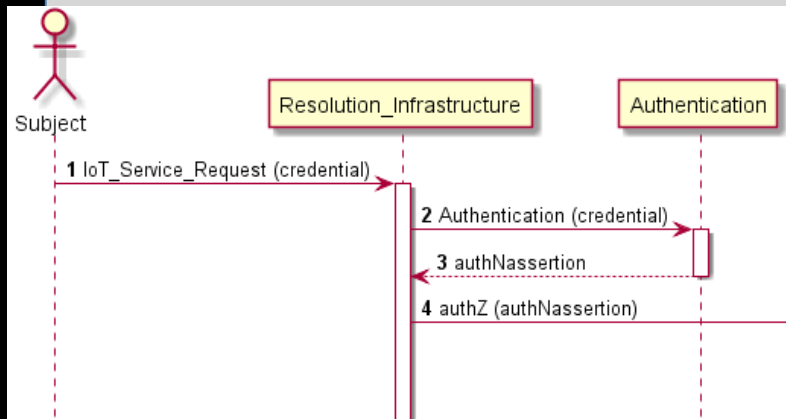 Subject
Resolution_Infrastructure
Authentication
1 IoT_Service_Request (credential)
2 Authentication (credential)
3 authNassertion
4 authZ (authNassertion)